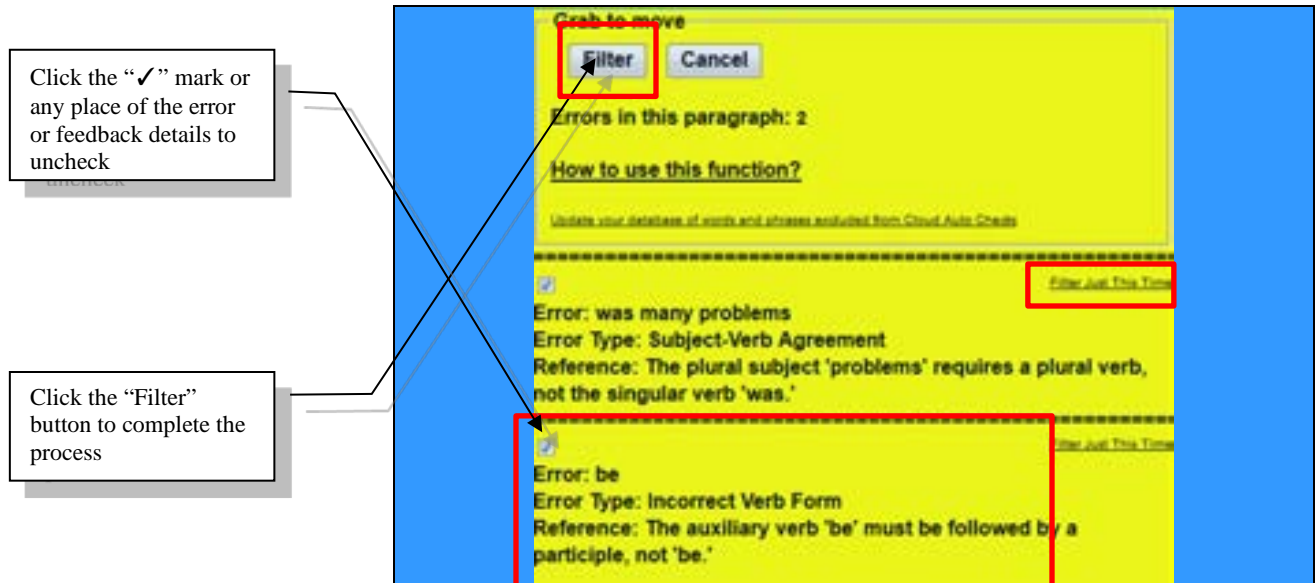 Click the “✓” mark or
any place of the error
or feedback details to
uncheck
Click the “Filter”
button to complete the
process
Grab to move
Filter Cancel
Errors in this paragraph: 2
How to use this function?
Update your database of words and phrases excluded from Cloud Auto Checks
Filter Just This Time
Error: was many problems
Error Type: Subject-Verb Agreement
Reference: The plural subject 'problems' requires a plural verb,
not the singular verb 'was.'
Filter Just This Time
Error: be
Error Type: Incorrect Verb Form
Reference: The auxiliary verb 'be' must be followed by a
participle, not 'be.'